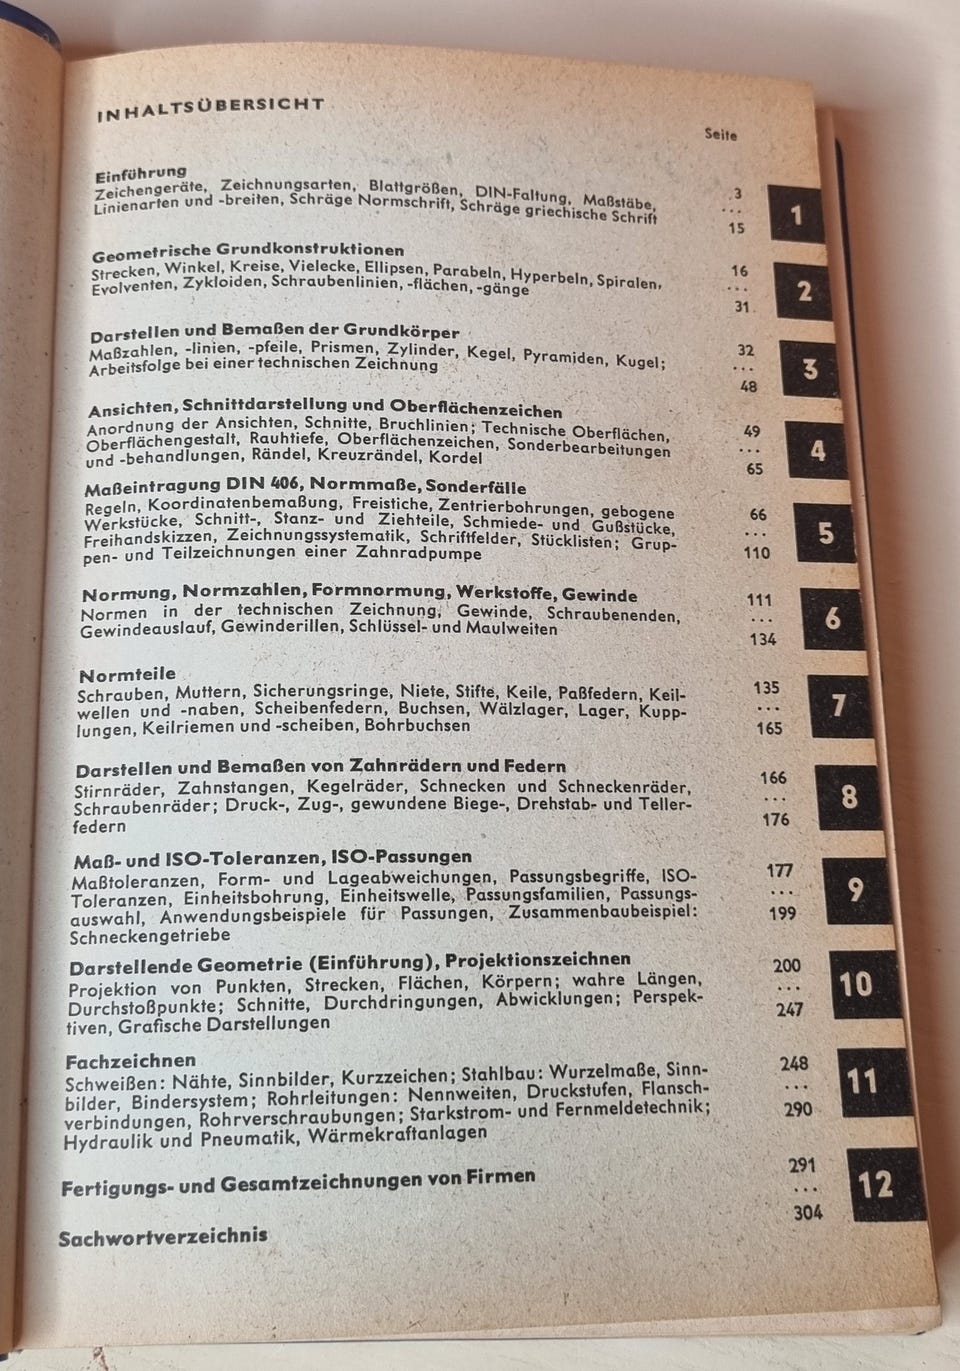 INHALTSÜBERSICHT
Seite
Einführung
Zeichengeräte, Zeichnungsarten, Blattgrößen, DIN-Faltung, Maßstäbe,
Linienarten und -breiten, Schräge Normschrift, Schräge griechische Schrift
3
...
15
1
Geometrische Grundkonstruktionen
Strecken, Winkel, Kreise, Vielecke, Ellipsen, Parabeln, Hyperbeln, Spiralen,
Evolventen, Zykloiden, Schraubenlinien, -flächen, -gänge
16
...
31
2
Darstellen und Bemaßen der Grundkörper
Maßzahlen, -linien, -pfeile, Prismen, Zylinder, Kegel, Pyramiden, Kugel;
Arbeitsfolge bei einer technischen Zeichnung
32
...
48
3
Ansichten, Schnittdarstellung und Oberflächenzeichen
Anordnung der Ansichten, Schnitte, Bruchlinien; Technische Oberflächen,
Oberflächengestalt, Rauhtiefe, Oberflächenzeichen, Sonderbearbeitungen
und -behandlungen, Rändel, Kreuzrändel, Kordel
49
...
65
4
Maßeintragung DIN 406, Normmaße, Sonderfälle
Regeln, Koordinatenbemaßung, Freistiche, Zentrierbohrungen, gebogene
Werkstücke, Schnitt-, Stanz- und Ziehteile, Schmiede- und Gußstücke,
Freihandskizzen, Zeichnungssystematik, Schriftfelder, Stücklisten; Grup-
pen- und Teilzeichnungen einer Zahnradpumpe
66
...
110
5
Normung, Normzahlen, Formnormung, Werkstoffe, Gewinde
Normen in der technischen Zeichnung, Gewinde, Schraubenenden,
Gewindeauslauf, Gewinderillen, Schlüssel- und Maulweiten
111
...
134
6
Normteile
Schrauben, Muttern, Sicherungsringe, Niete, Stifte, Keile, Paßfedern, Keil-
wellen und -naben, Scheibenfedern, Buchsen, Wälzlager, Lager, Kupp-
lungen, Keilriemen und -scheiben, Bohrbuchsen
135
...
165
7
Darstellen und Bemaßen von Zahnrädern und Federn
Stirnräder, Zahnstangen, Kegelräder, Schnecken und Schneckenräder,
Schraubenräder; Druck-, Zug-, gewundene Biege-, Drehstab- und Teller-
federn
166
...
176
8
Maß- und ISO-Toleranzen, ISO-Passungen
Maßtoleranzen, Form- und Lageabweichungen, Passungsbegriffe, ISO-
Toleranzen, Einheitsbohrung, Einheitswelle, Passungsfamilien, Passungs-
auswahl, Anwendungsbeispiele für Passungen, Zusammenbaubeispiel:
Schneckengetriebe
177
...
199
9
Darstellende Geometrie (Einführung), Projektionszeichnen
Projektion von Punkten, Strecken, Flächen, Körpern; wahre Längen,
Durchstoßpunkte; Schnitte, Durchdringungen, Abwicklungen; Perspek-
tiven, Grafische Darstellungen
200
...
247
10
Fachzeichnen
Schweißen: Nähte, Sinnbilder, Kurzzeichen; Stahlbau: Wurzelmaße, Sinn-
bilder, Bindersystem; Rohrleitungen: Nennweiten, Druckstufen, Flansch-
verbindungen, Rohrverschraubungen; Starkstrom- und Fernmeldetechnik;
Hydraulik und Pneumatik, Wärmekraftanlagen
248
...
290
11
Fertigungs- und Gesamtzeichnungen von Firmen
291
...
304
12
Sachwortverzeichnis